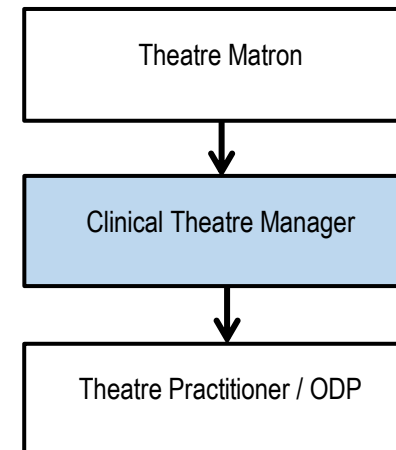 Theatre Matron
Clinical Theatre Manager
Theatre Practitioner / ODP